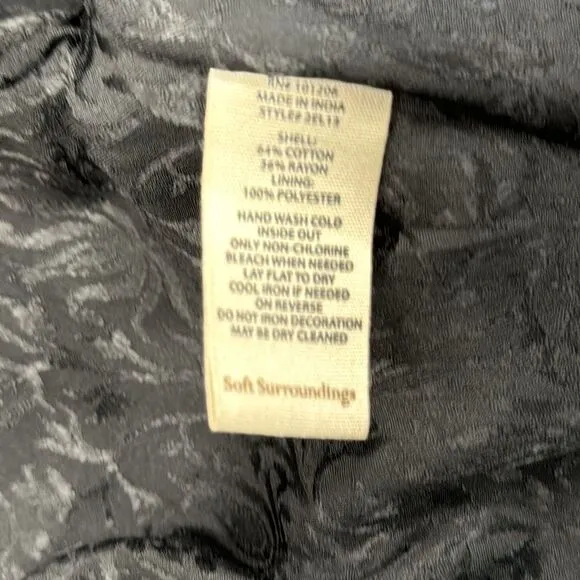 RN# 101206
MADE IN INDIA
STYLE# 2EL13
SHELL:
64% COTTON
36% RAYON
LINING:
100% POLYESTER
HAND WASH COLD
INSIDE OUT
ONLY NON-CHLORINE
BLEACH WHEN NEEDED
LAY FLAT TO DRY
COOL IRON IF NEEDED
ON REVERSE
DO NOT IRON DECORATION
MAY BE DRY CLEANED
Soft Surroundings